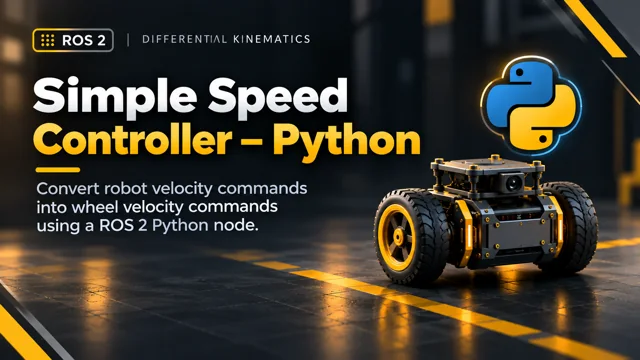 ROS 2 | DIFFERENTIAL KINEMATICS
Simple Speed
Controller – Python
Convert robot velocity commands
into wheel velocity commands
using a ROS 2 Python node.